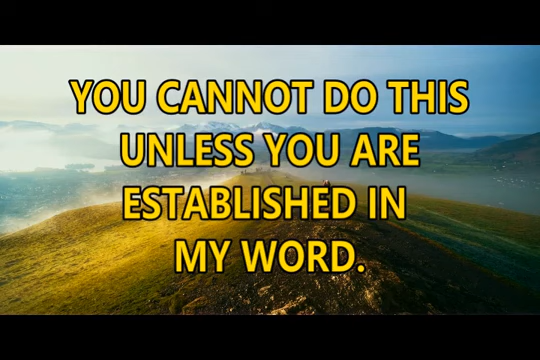 YOU CANNOT DO THIS
UNLESS YOU ARE
ESTABLISHED IN
MY WORD.